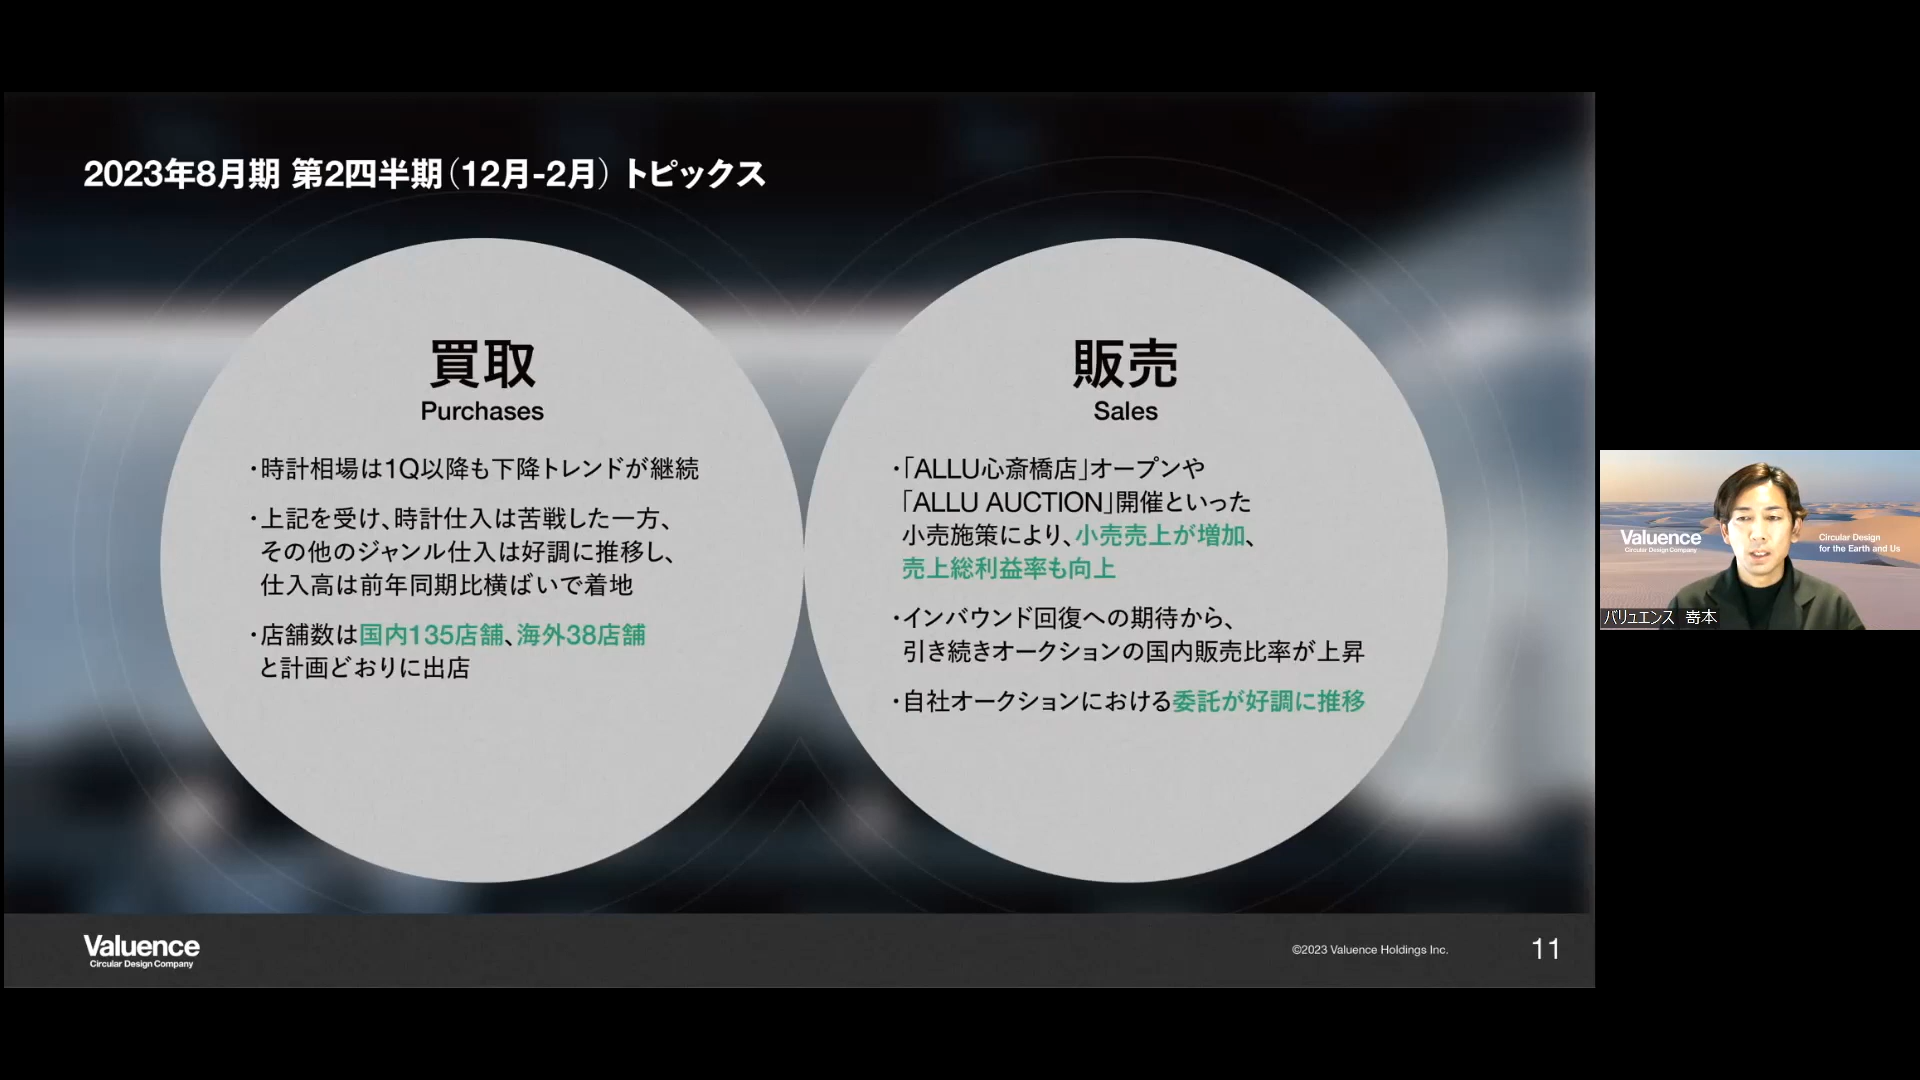 2023年8月期 第2四半期（12月-2月）トピックス
買取
Purchases
・時計相場は1Q以降も下降トレンドが継続
・上記を受け、時計仕入は苦戦した一方、
その他のジャンル仕入は好調に推移し、
仕入高は前年同期比横ばいで着地
・店舗数は国内135店舗、海外38店舗
と計画どおりに出店
販売
Sales
・「ALLU心斎橋店」オープンや
「ALLU AUCTION」開催といった
小売施策により、小売売上が増加、
売上総利益率も向上
・インバウンド回復への期待から、
引き続きオークションの国内販売比率が上昇
・自社オークションにおける委託が好調に推移
Valuence
Circular Design Company
Circular Design
for the Earth and Us
バリュエンス 嵜本
Valuence
Circular Design Company
©2023 Valuence Holdings Inc.
11